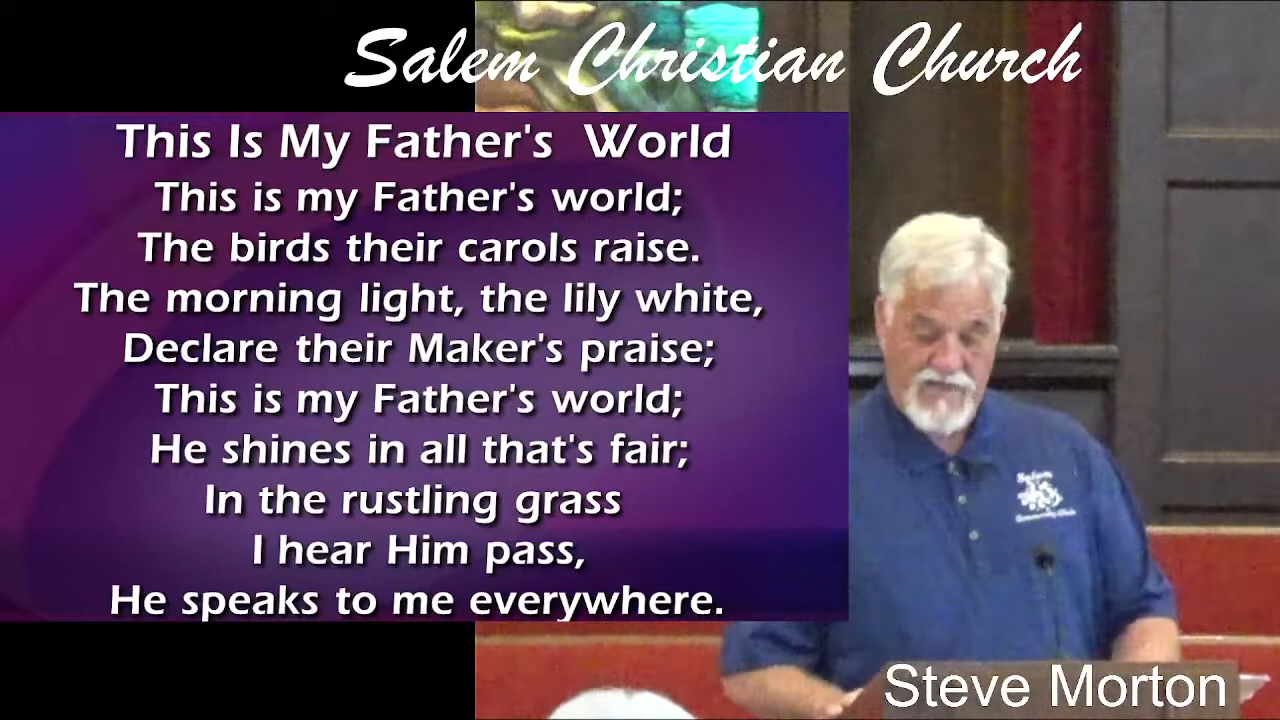 Salem Christian Church
This Is My Father's World
This is my Father's world;
The birds their carols raise.
The morning light, the lily white,
Declare their Maker's praise;
This is my Father's world;
He shines in all that's fair;
In the rustling grass
I hear Him pass,
He speaks to me everywhere.
Salem
Steve Morton